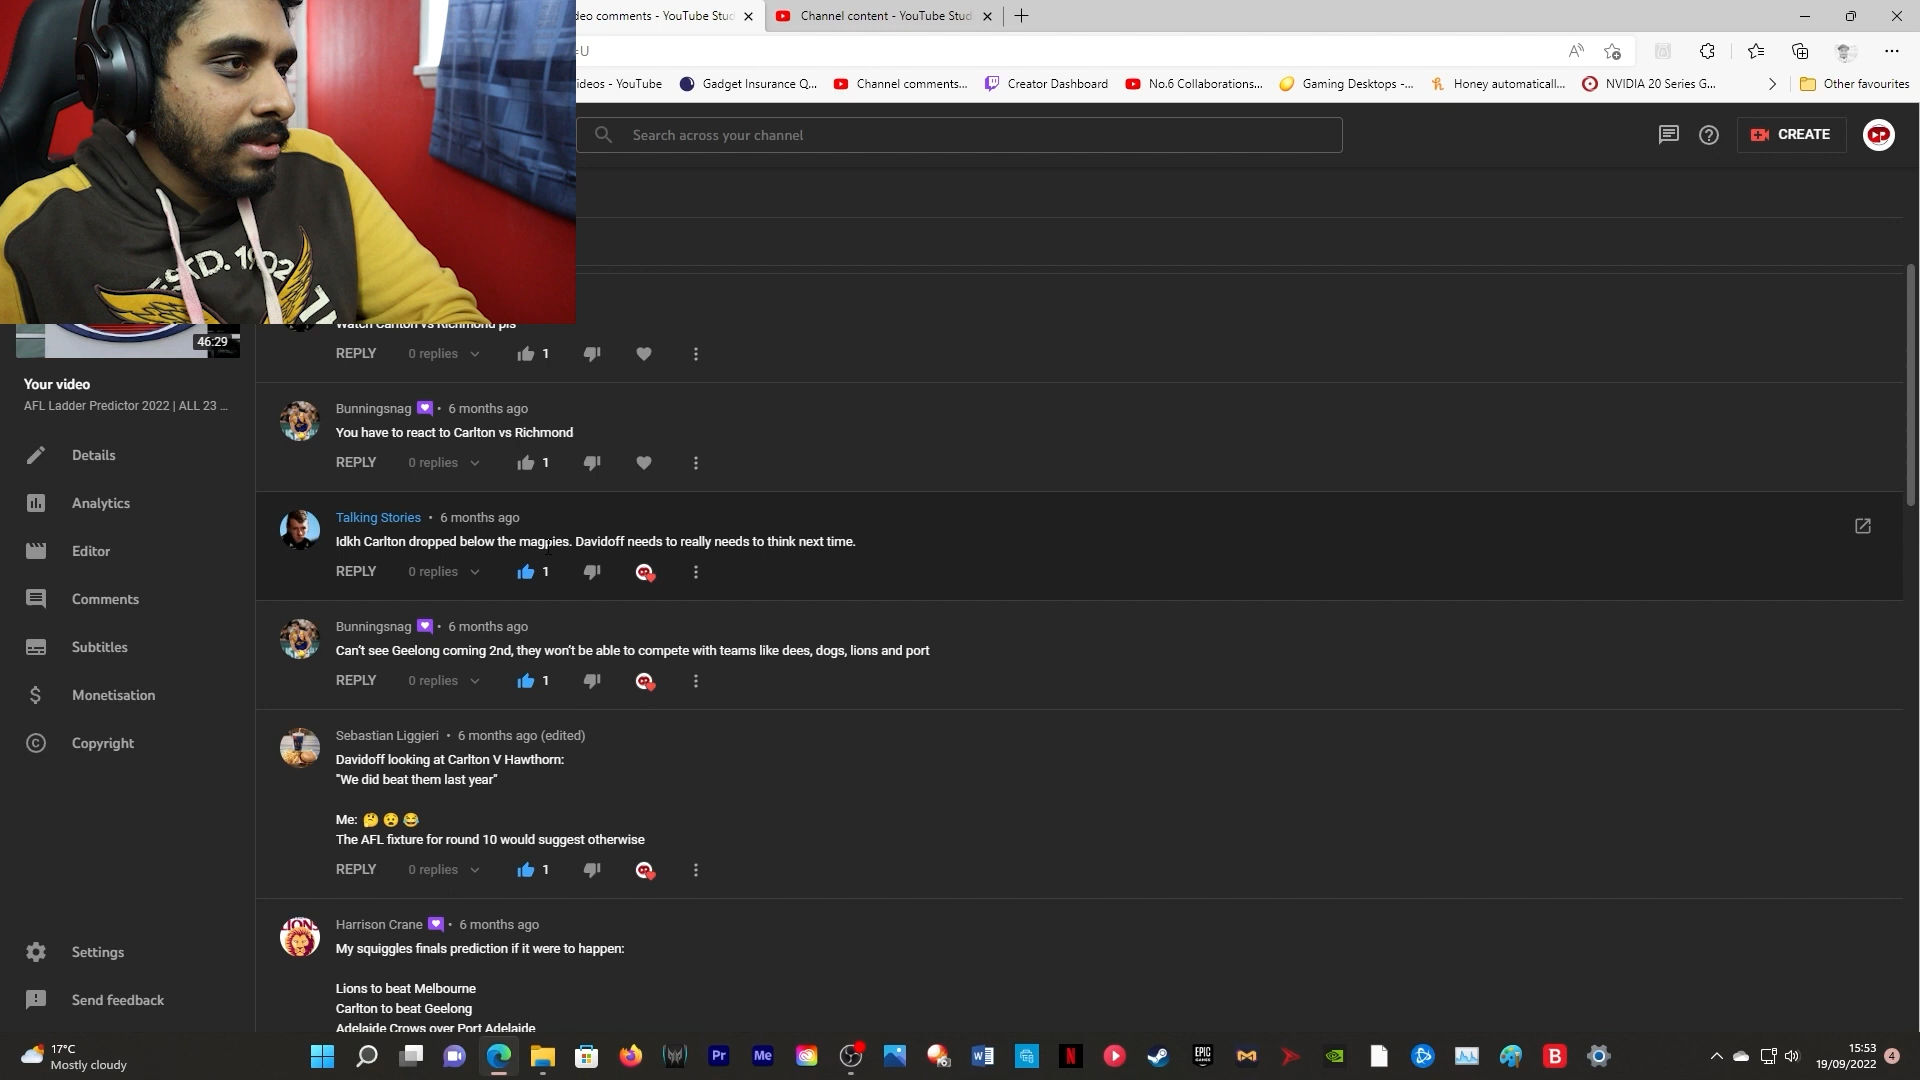 deo comments - YouTube Stud
Channel content - YouTube Stud
=U
ideos - YouTube
Gadget Insurance Q...
Channel comments...
Creator Dashboard
No.6 Collaborations...
Gaming Desktops -...
Honey automaticall...
NVIDIA 20 Series G...
Other favourites
Search across your channel
CREATE
STD. 1902
46:29
Your video
AFL Ladder Predictor 2022 | ALL 23 ...
Details
Analytics
Editor
Comments
Subtitles
Monetisation
Copyright
Settings
Send feedback
Watch Carlton vs Richmond pls
REPLY 0 replies 1
Bunningsnag • 6 months ago
You have to react to Carlton vs Richmond
REPLY 0 replies 1
Talking Stories • 6 months ago
Idkh Carlton dropped below the magpies. Davidoff needs to really needs to think next time.
REPLY 0 replies 1
Bunningsnag • 6 months ago
Can't see Geelong coming 2nd, they won't be able to compete with teams like dees, dogs, lions and port
REPLY 0 replies 1
Sebastian Liggieri • 6 months ago (edited)
Davidoff looking at Carlton V Hawthorn:
"We did beat them last year"
Me: 🤔 😧 😂
The AFL fixture for round 10 would suggest otherwise
REPLY 0 replies 1
Harrison Crane • 6 months ago
My squiggles finals prediction if it were to happen:
Lions to beat Melbourne
Carlton to beat Geelong
Adelaide Crows over Port Adelaide
17°C
Mostly cloudy
Pr
Me
EPIC
15:53
19/09/2022
4